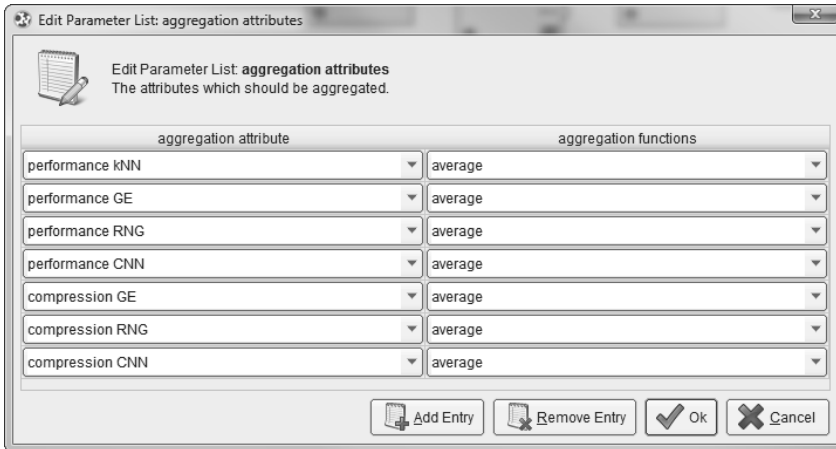 Edit Parameter List: aggregation attributes
Edit Parameter List: aggregation attributes
The attributes which should be aggregated.
aggregation attribute aggregation functions
performance kNN average
performance GE average
performance RNG average
performance CNN average
compression GE average
compression RNG average
compression CNN average
Add Entry Remove Entry Ok Cancel